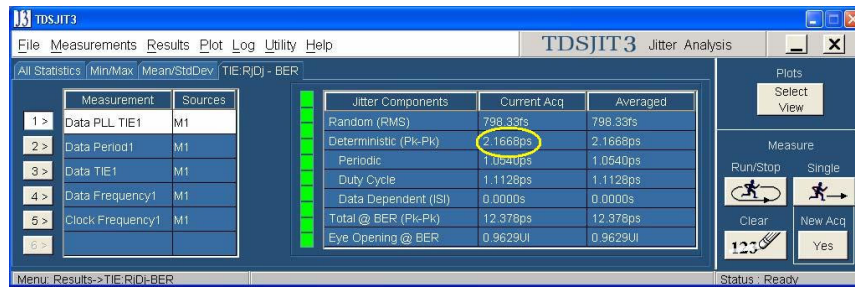 TDSJIT3
File Measurements Results Plot Log Utility Help TDSJIT3 Jitter Analysis
All Statistics Min/Max Mean/StdDev TIE:RjDj - BER
Plots
Select View
Measurement Sources
1 > Data PLL TIE1 M1
2 > Data Period1 M1
3 > Data TIE1 M1
4 > Data Frequency1 M1
5 > Clock Frequency1 M1
6 >
Jitter Components Current Acq Averaged
Random (RMS) 798.33fs 798.33fs
Deterministic (Pk-Pk) 2.1668ps 2.1668ps
Periodic 1.0540ps 1.0540ps
Duty Cycle 1.1128ps 1.1128ps
Data Dependent (ISI) 0.0000s 0.0000s
Total @ BER (Pk-Pk) 12.378ps 12.378ps
Eye Opening @ BER 0.9629UI 0.9629UI
Measure
Run/Stop Single
Clear New Acq
123 Yes
Menu: Results->TIE:RjDj-BER Status : Ready